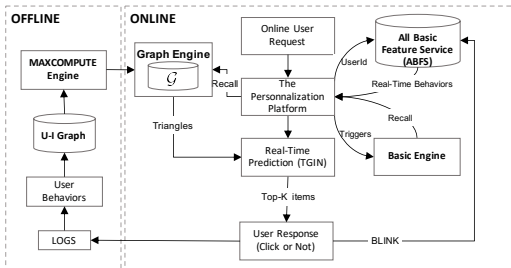 OFFLINE
ONLINE
MAXCOMPUTE
Engine
U-I Graph
User
Behaviors
LOGS
Graph Engine
𝒢
Recall
Triangles
Online User
Request
The
Personnalization
Platform
Real-Time
Prediction (TGIN)
Top-K items
User Response
(Click or Not)
UserId
All Basic
Feature Service
(ABFS)
Real-Time Behaviors
Recall
Triggers
Basic Engine
BLINK